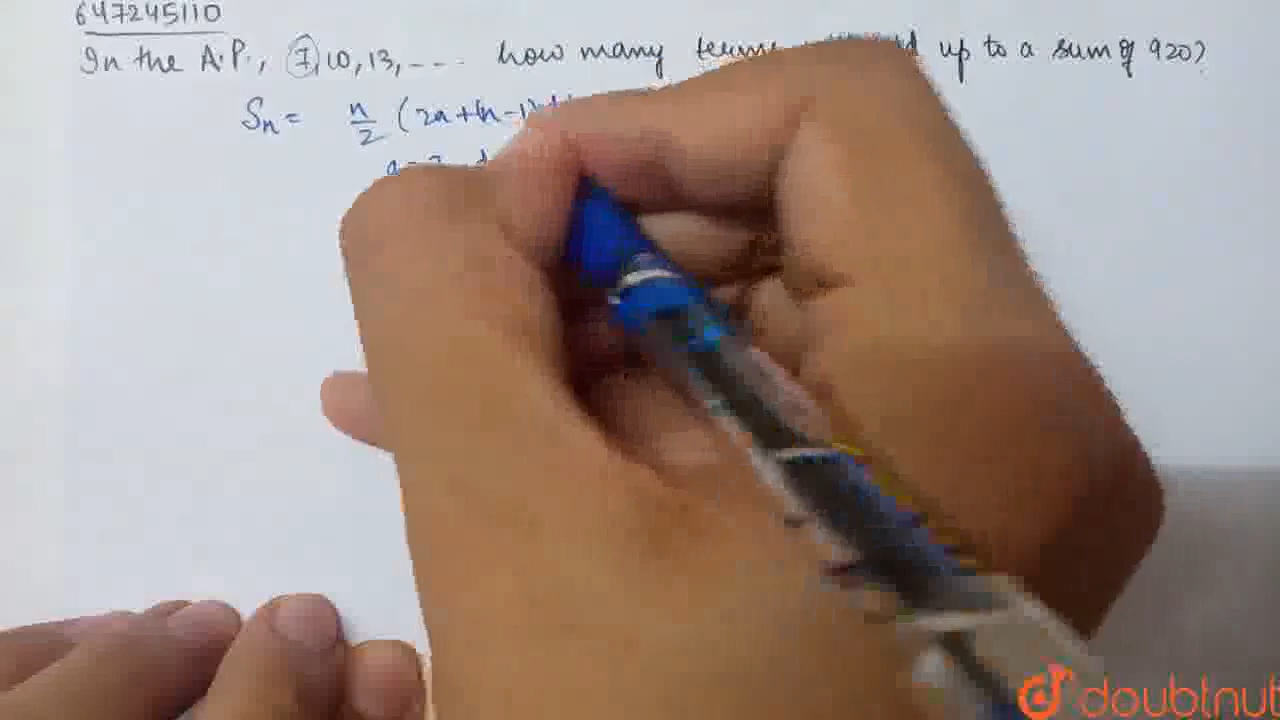 647245110
In the A.P., 7, 10, 13, .... how many terms up to a sum of 920?
Sn = n/2 (2a+(n-1)
a=
doubtnut